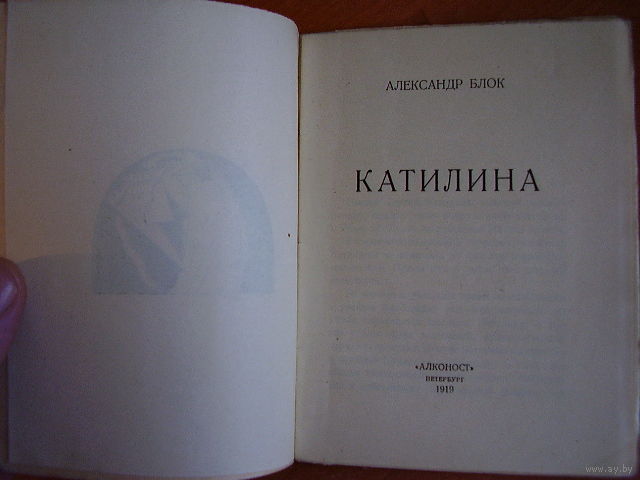 АЛЕКСАНДР БЛОК
КАТИЛИНА
«АЛКОНОСТ»
ПЕТЕРБУРГ
1919
www.ay.by